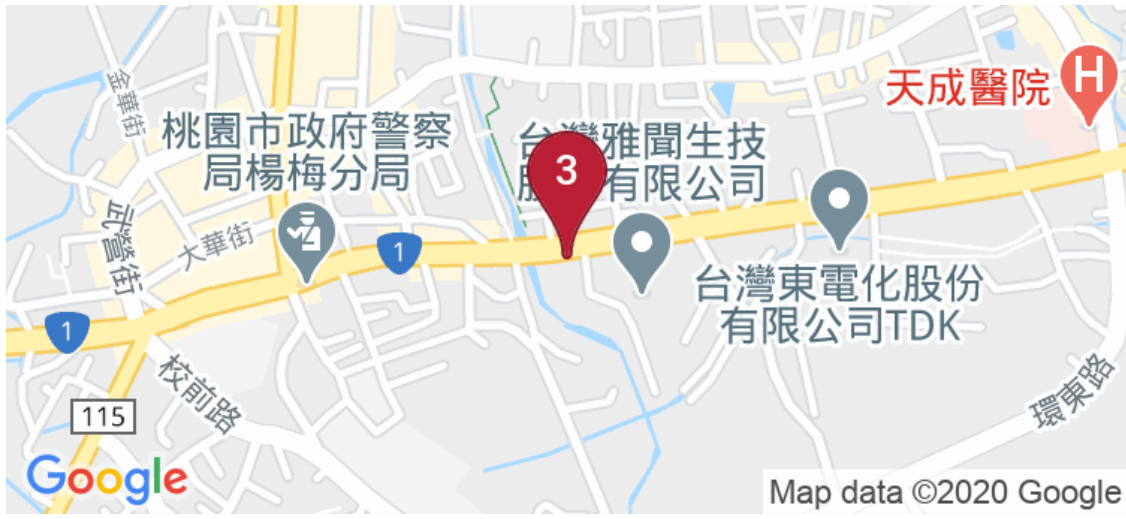 金華街
天成醫院
H
桃園市政府警察
局楊梅分局
台灣雅聞生技
股 有限公司
3
武營街
大華街
1
1
台灣東電化股份
有限公司TDK
校前路
115
環東路
Google
Map data ©2020 Google